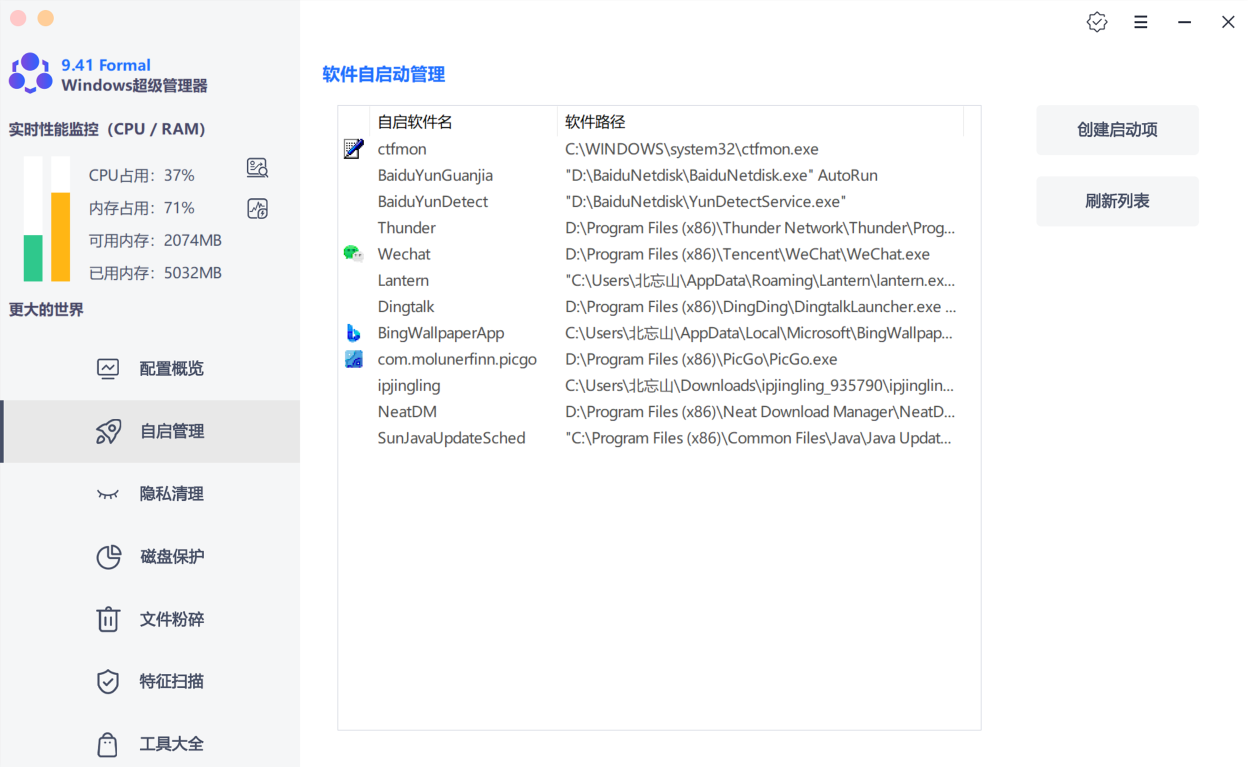 9.41 Formal
Windows超级管理器
实时性能监控（CPU / RAM）
CPU占用：37%
内存占用：71%
可用内存：2074MB
已用内存：5032MB
更大的世界
配置概览
自启管理
隐私清理
磁盘保护
文件粉碎
特征扫描
工具大全
软件自启动管理
自启软件名 软件路径
ctfmon C:\WINDOWS\system32\ctfmon.exe
BaiduYunGuanjia "D:\BaiduNetdisk\BaiduNetdisk.exe" AutoRun
BaiduYunDetect "D:\BaiduNetdisk\YunDetectService.exe"
Thunder D:\Program Files (x86)\Thunder Network\Thunder\Prog...
Wechat D:\Program Files (x86)\Tencent\WeChat\WeChat.exe
Lantern "C:\Users\北忘山\AppData\Roaming\Lantern\lantern.ex...
Dingtalk D:\Program Files (x86)\DingDing\DingtalkLauncher.exe ...
BingWallpaperApp C:\Users\北忘山\AppData\Local\Microsoft\BingWallpap...
com.molunerfinn.picgo D:\Program Files (x86)\PicGo\PicGo.exe
ipjingling C:\Users\北忘山\Downloads\ipjingling_935790\ipjinglin...
NeatDM D:\Program Files (x86)\Neat Download Manager\NeatD...
SunJavaUpdateSched "C:\Program Files (x86)\Common Files\Java\Java Updat...
创建启动项
刷新列表